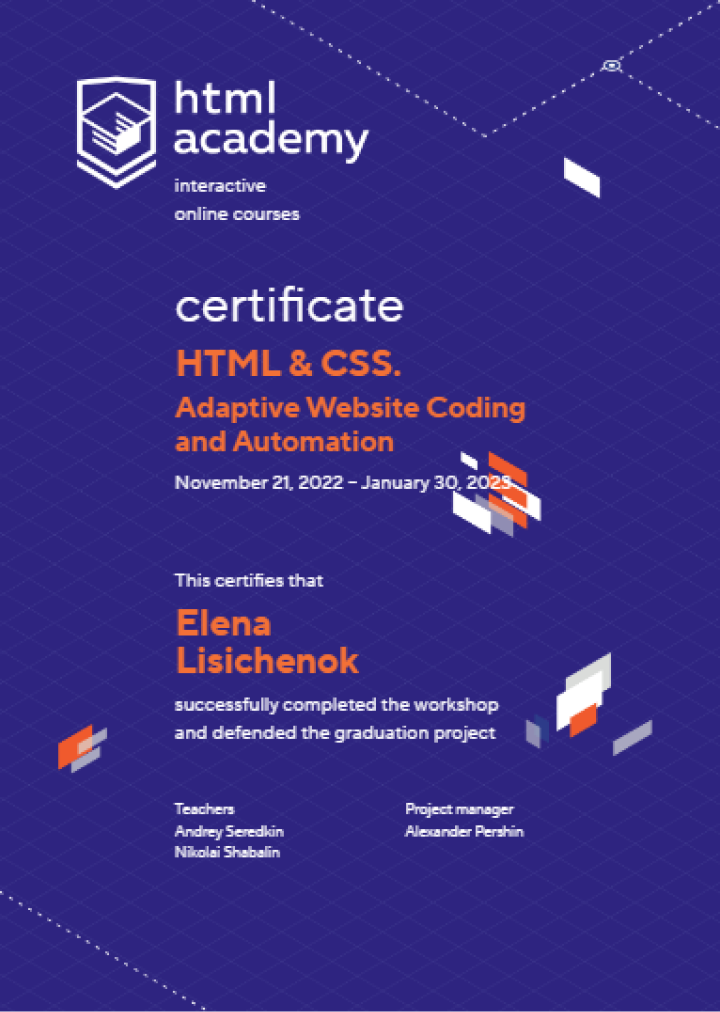 html
academy
interactive
online courses
certificate
HTML & CSS.
Adaptive Website Coding
and Automation
November 21, 2022 – January 30, 2023
This certifies that
Elena
Lisichenok
successfully completed the workshop
and defended the graduation project
Teachers
Andrey Seredkin
Nikolai Shabalin
Project manager
Alexander Pershin